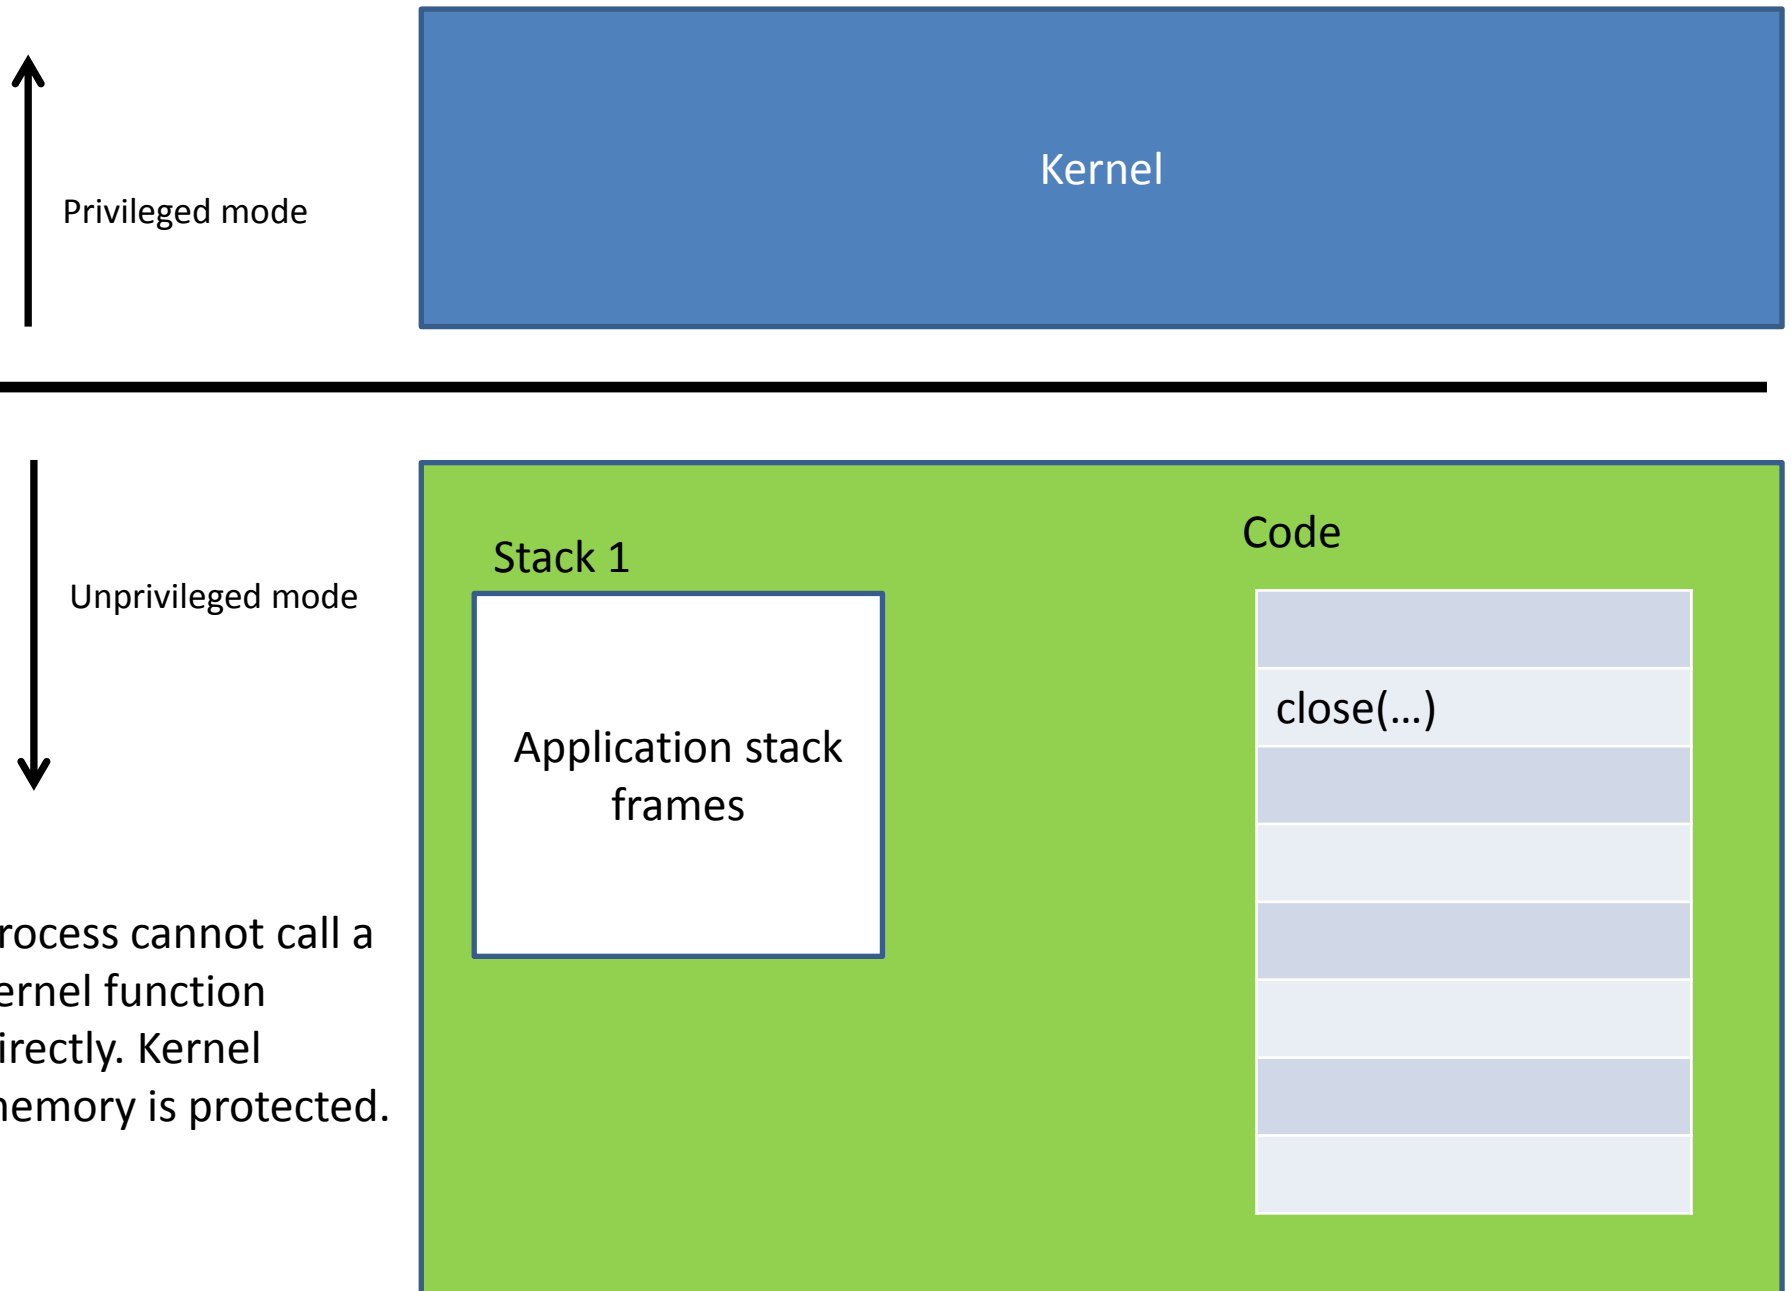 Kernel
Privileged mode
Code
Stack 1
Unprivileged mode
close(…)
Application stack
frames
rocess cannot call a
ernel function
irectly. Kernel
emory is protected.